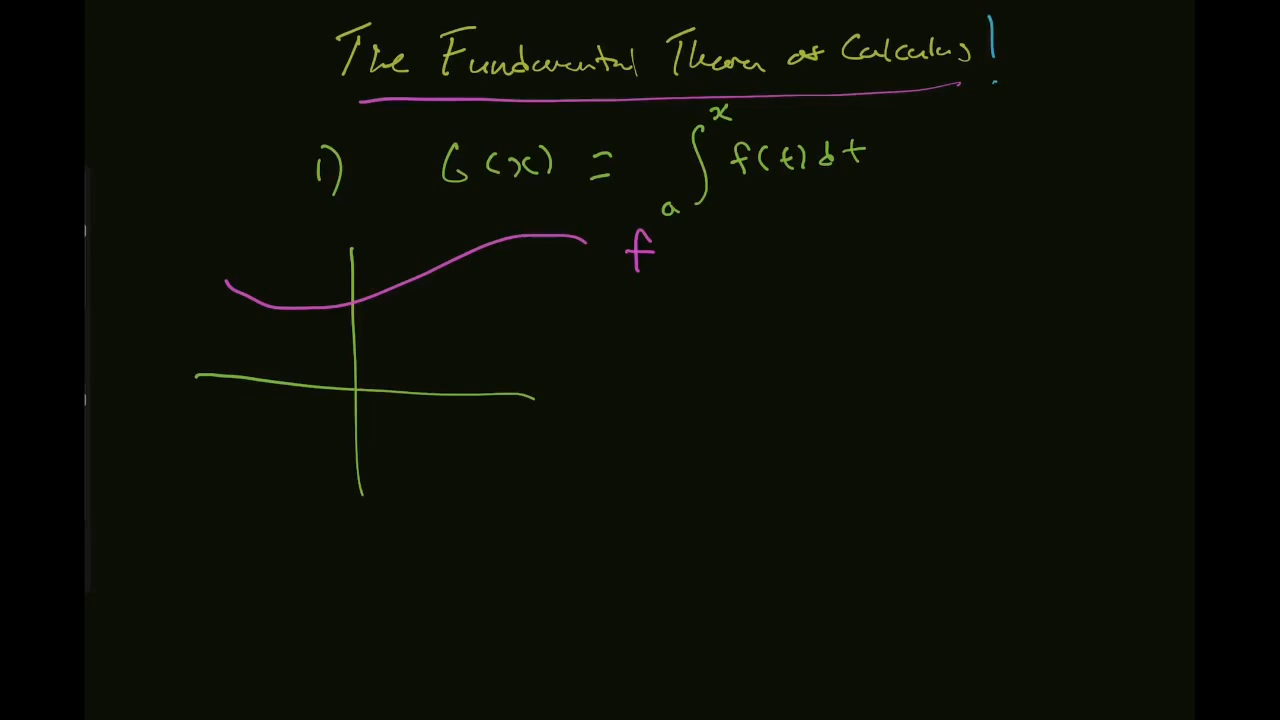 The Fundamental Theorem of Calculus!
1) G(x) = ∫ₐˣ f(t)dt
f